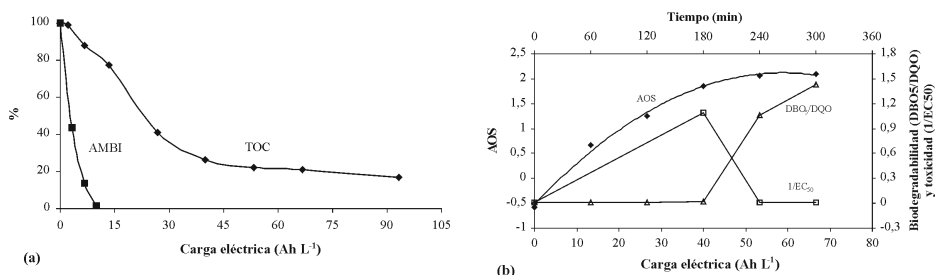 (a)
100
80
60
40
20
0
%
AMBI
TOC
0 15 30 45 60 75 90 105
Carga eléctrica (Ah L-1)
(b)
Tiempo (min)
0 60 120 180 240 300 360
2,5
2
1,5
1
0,5
0
-0,5
-1
AOS
AOS
DBO5/DQO
1/EC50
1,8
1,5
1,2
0,9
0,6
0,3
0
-0,3
Biodegradabilidad (DBO5/DQO)
y toxicidad (1/EC50)
0 10 20 30 40 50 60 70 80
Carga eléctrica (Ah L-1)